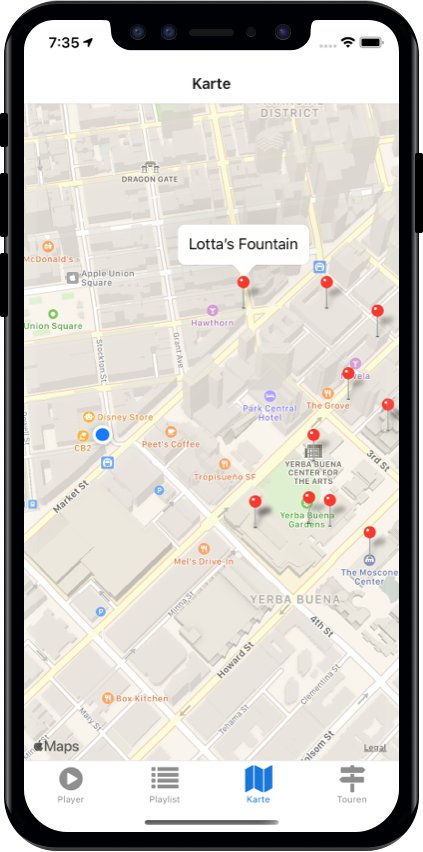 7:35
Karte
DISTRICT
DRAGON GATE
Lotta's Fountain
McDonald's
Apple Union
Square
Union Square
Hawthorn
Stockton St
Grant Ave
Park Central
Hotel
The Grove
Disney Store
CB2
Peet's Coffee
3rd St
YERBA BUENA
CENTER FOR
THE ARTS
Tropisueño SF
Market St
Yerba Buena
Gardens
Mel's Drive-In
The Moscone
Center
Minna St
YERBA BUENA
4th St
Howard St
Clementina St
Box Kitchen
Mary St
Tehama St
Folsom St
Maps
Legal
Player
Playlist
Karte
Touren